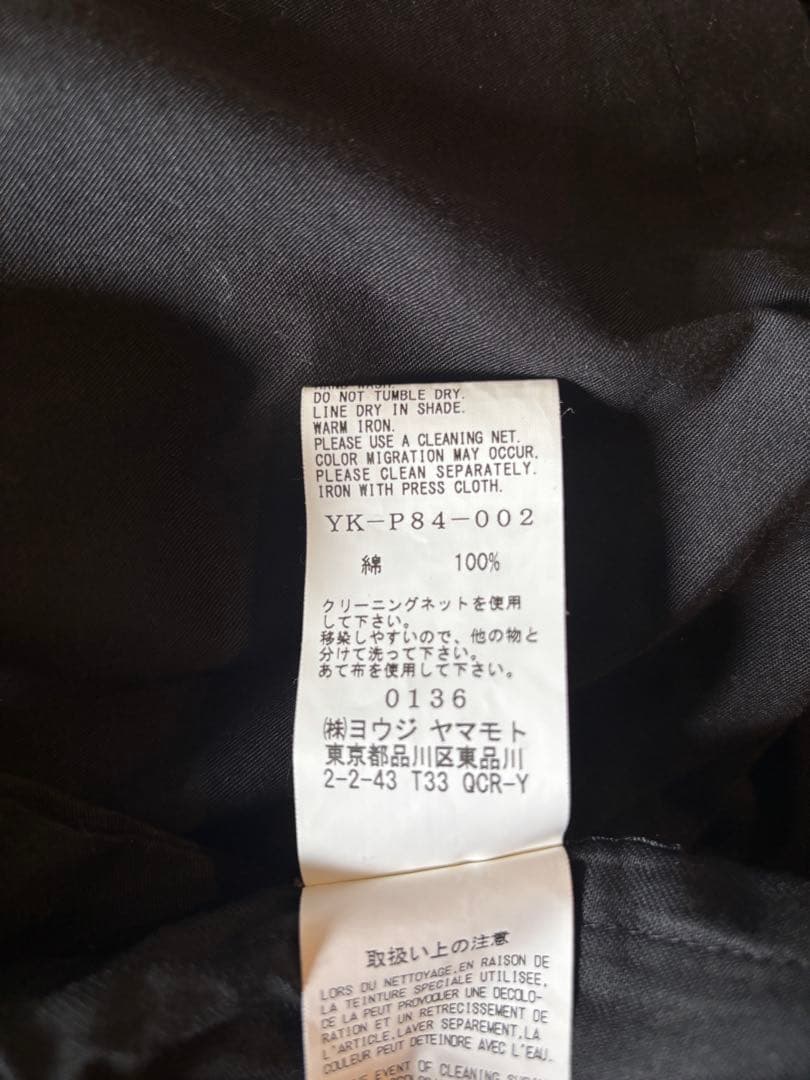 HAND WASH.
DO NOT TUMBLE DRY.
LINE DRY IN SHADE.
WARM IRON.
PLEASE USE A CLEANING NET.
COLOR MIGRATION MAY OCCUR.
PLEASE CLEAN SEPARATELY.
IRON WITH PRESS CLOTH.
YK-P84-002
綿 100%
クリーニングネットを使用
して下さい。
移染しやすいので、他の物と
分けて洗って下さい。
あて布を使用して下さい。
0136
㈱ヨウジ ヤマモト
東京都品川区東品川
2-2-43 T33 QCR-Y
取扱い上の注意
LORS DU NETTOYAGE,EN RAISON DE
LA TEINTURE SPECIALE UTILISEE,
CE LA PEUT PROVOQUER UNE DECOLO-
RATION ET UN RETRECISSEMENT DE
L'ARTICLE,LAVER SEPAREMENT,LA
COULEUR PEUT DETEINDRE AVEC L'EAU.
EVENT OF CLEANING